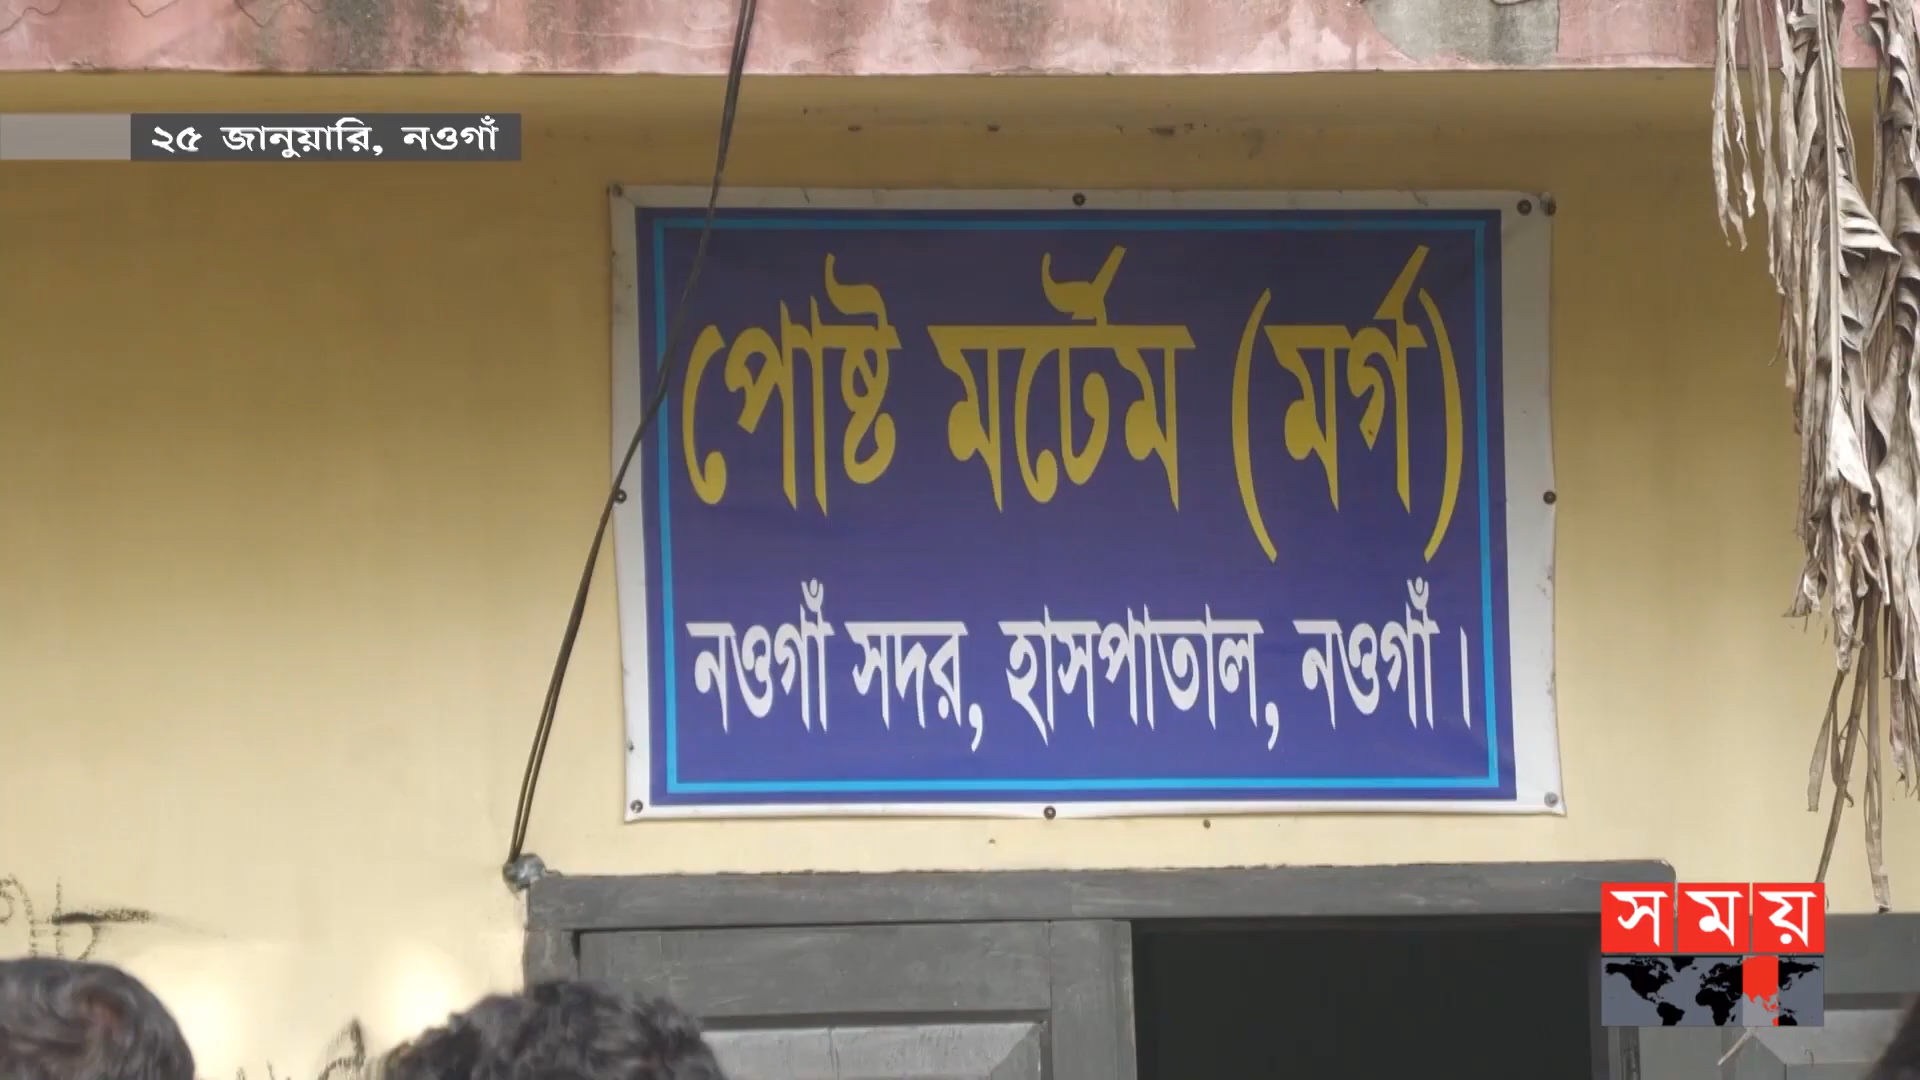 ২৫ জানুয়ারি, নওগাঁ
পোষ্ট মর্টেম (মর্গ)
নওগাঁ সদর, হাসপাতাল, নওগাঁ।
সময়